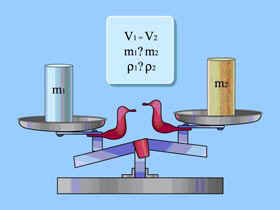 V₁ = V₂
m₁ ? m₂
ρ₁ ? ρ₂
m₁
m₂